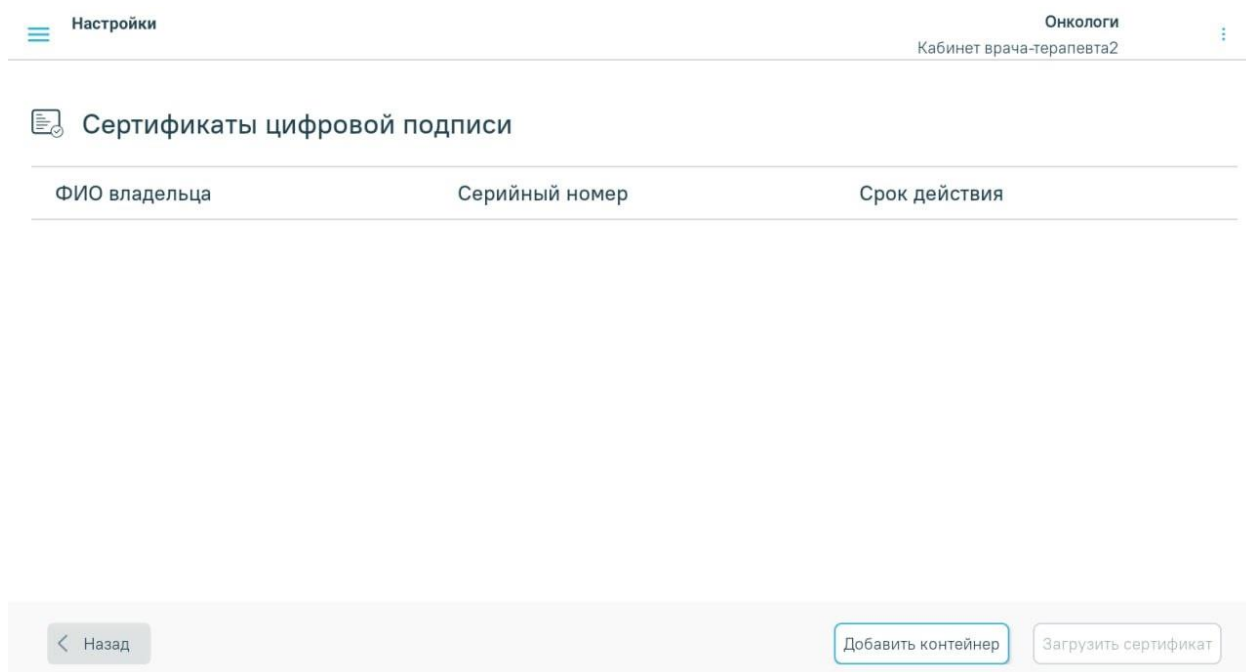 Настройки
Онкологи
Кабинет врача-терапевта2
Сертификаты цифровой подписи
ФИО владельца Серийный номер Срок действия
Назад Добавить контейнер Загрузить сертификат